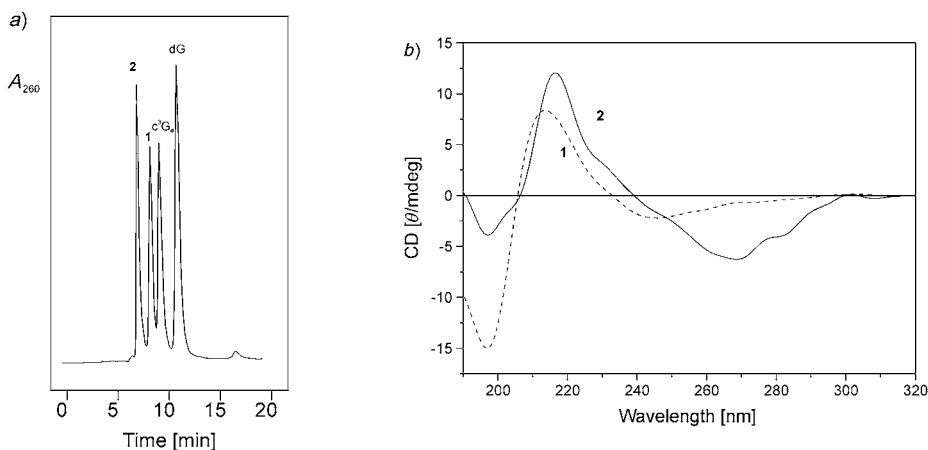 a)
dG
2
A260
1
c3Gd
0 5 10 15 20
Time [min]
b)
CD [θ/mdeg]
15
10
5
0
-5
-10
-15
2
1
200 220 240 260 280 300 320
Wavelength [nm]